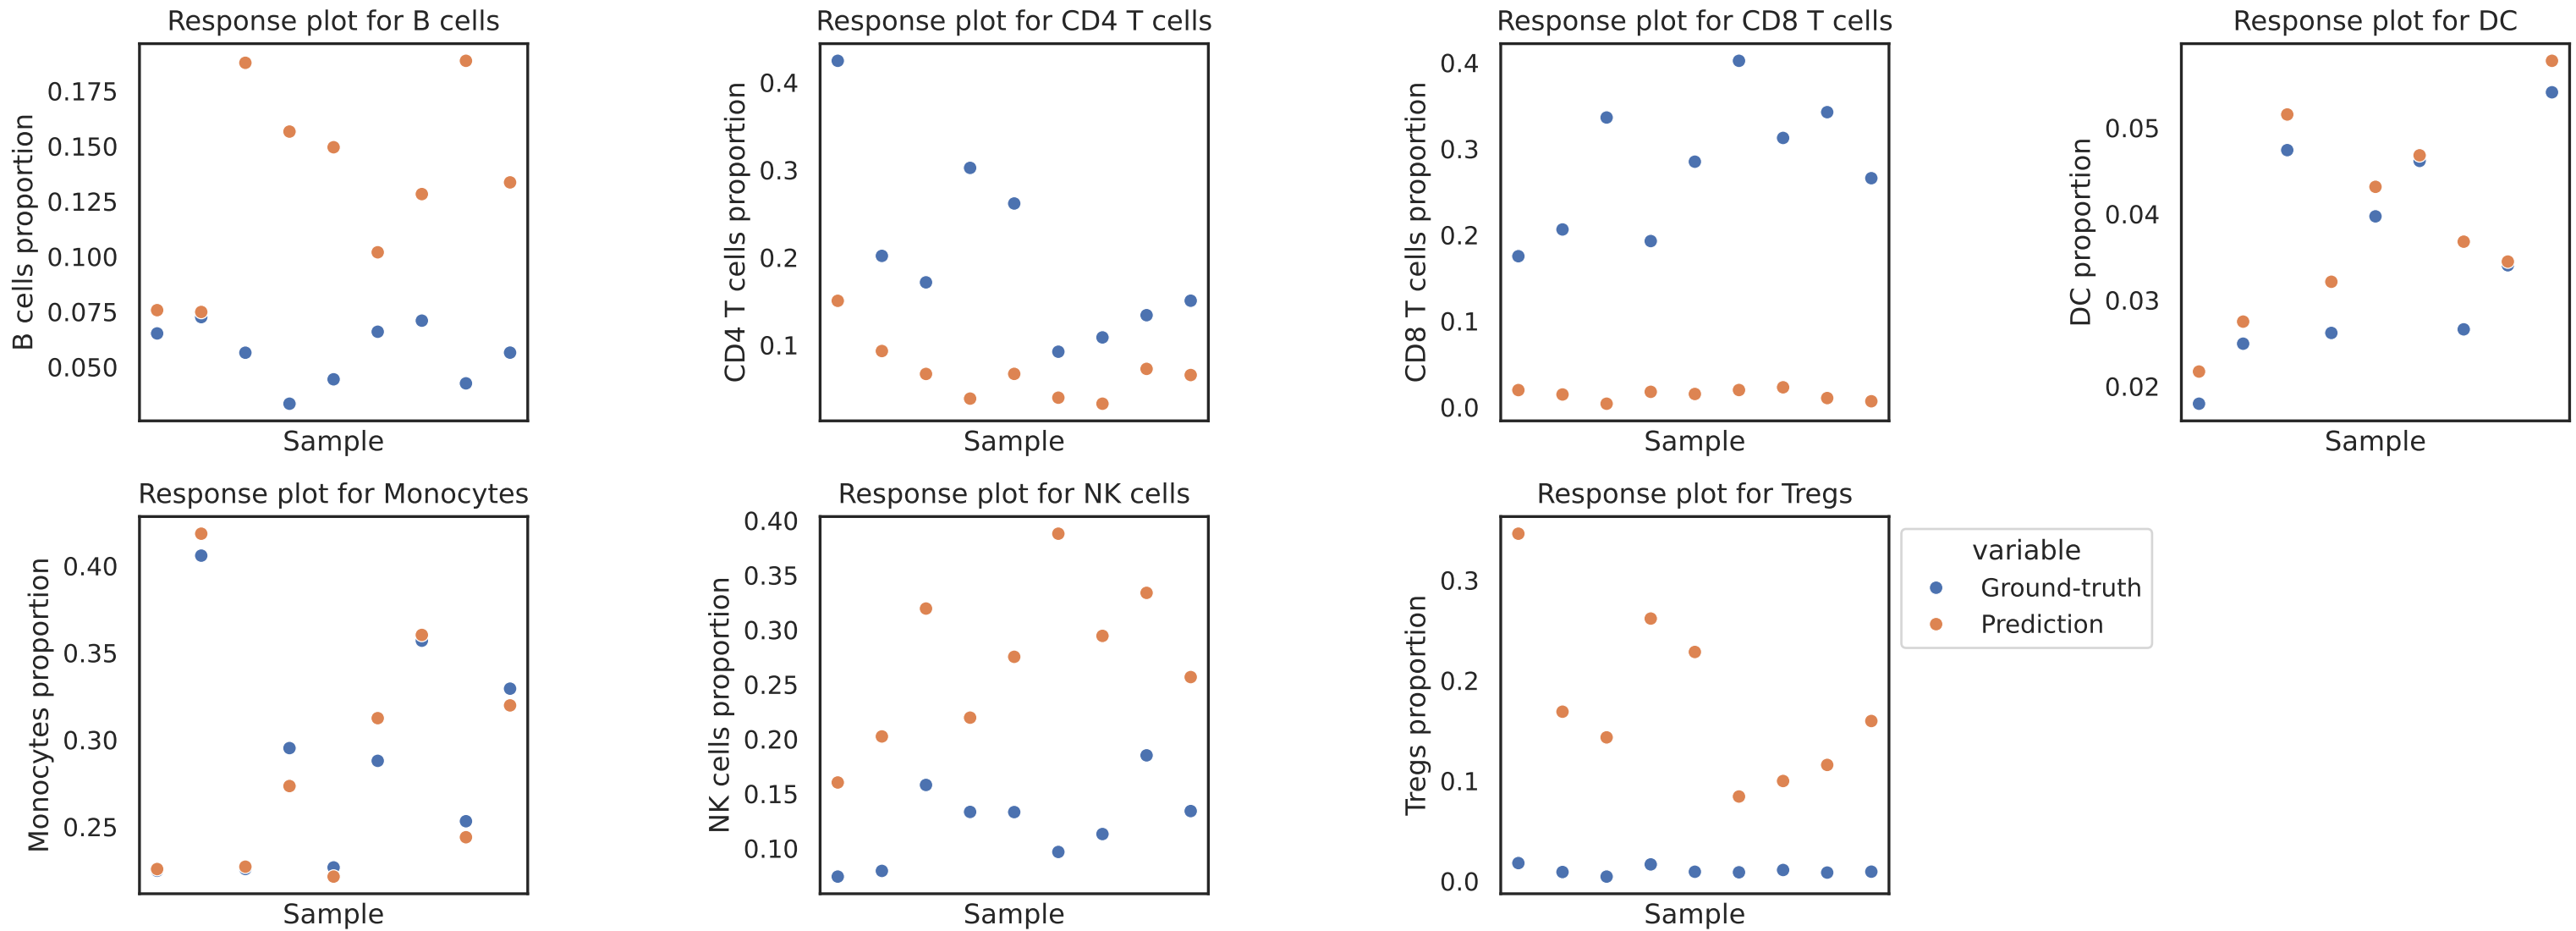 Response plot for B cells
B cells proportion
0.175
0.150
0.125
0.100
0.075
0.050
Sample
Response plot for CD4 T cells
CD4 T cells proportion
0.4
0.3
0.2
0.1
Sample
Response plot for CD8 T cells
CD8 T cells proportion
0.4
0.3
0.2
0.1
0.0
Sample
Response plot for DC
DC proportion
0.05
0.04
0.03
0.02
Sample
Response plot for Monocytes
Monocytes proportion
0.40
0.35
0.30
0.25
Sample
Response plot for NK cells
NK cells proportion
0.40
0.35
0.30
0.25
0.20
0.15
0.10
Sample
Response plot for Tregs
Tregs proportion
0.3
0.2
0.1
0.0
Sample
variable
Ground-truth
Prediction